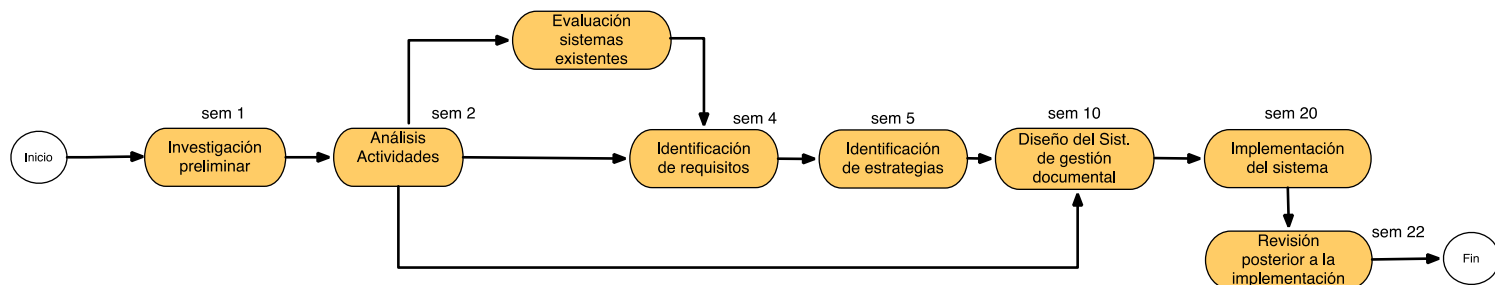 Inicio
sem 1
Investigación
preliminar
sem 2
Análisis
Actividades
Evaluación
sistemas
existentes
sem 4
Identificación
de requisitos
sem 5
Identificación
de estrategias
sem 10
Diseño del Sist.
de gestión
documental
sem 20
Implementación
del sistema
Revisión
posterior a la
implementación
sem 22
Fin